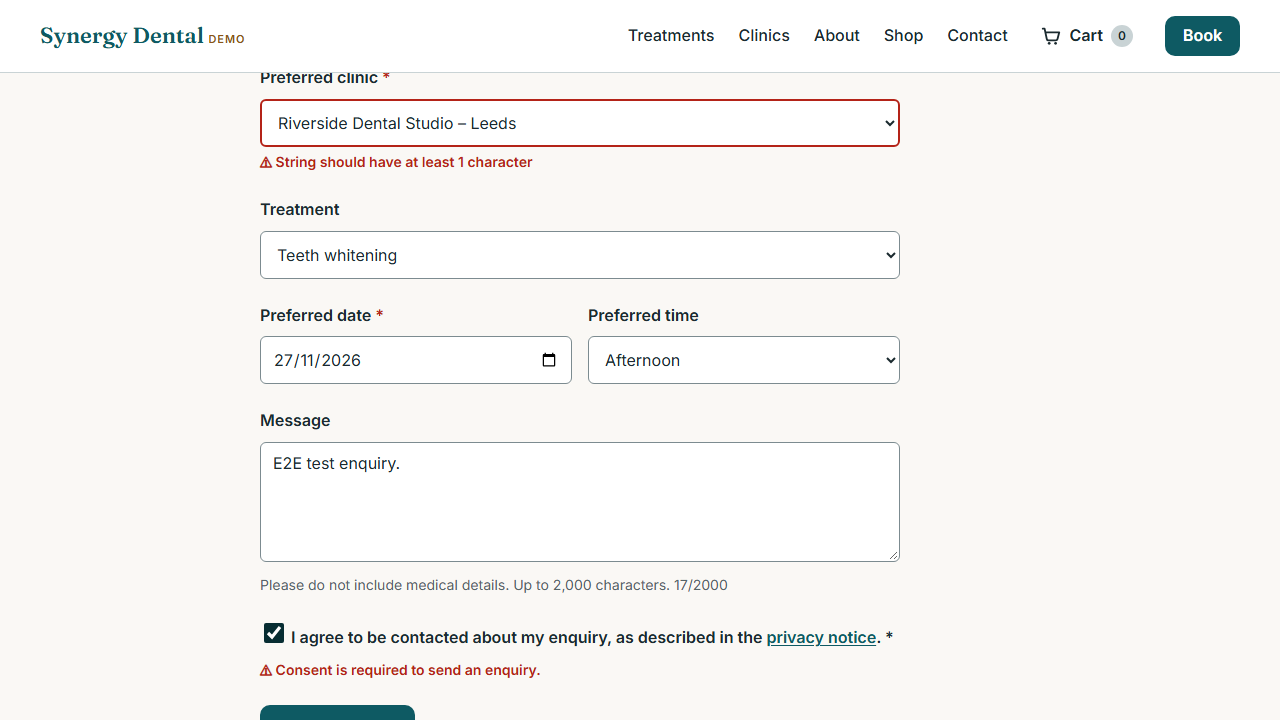 Synergy Dental DEMO
Treatments Clinics About Shop Contact Cart 0 Book
Preferred clinic *
Riverside Dental Studio – Leeds
⚠ String should have at least 1 character
Treatment
Teeth whitening
Preferred date * Preferred time
27/11/2026 Afternoon
Message
E2E test enquiry.
Please do not include medical details. Up to 2,000 characters. 17/2000
I agree to be contacted about my enquiry, as described in the privacy notice. *
⚠ Consent is required to send an enquiry.